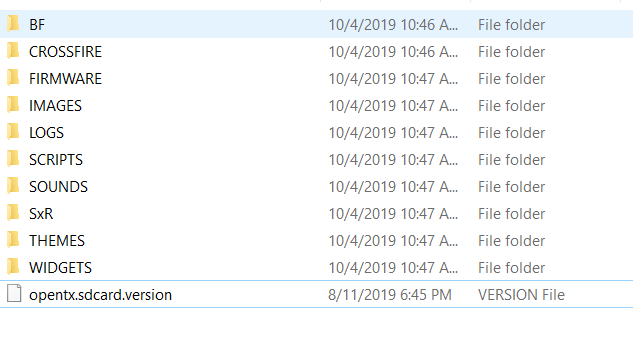 BF 10/4/2019 10:46 A... File folder
CROSSFIRE 10/4/2019 10:46 A... File folder
FIRMWARE 10/4/2019 10:47 A... File folder
IMAGES 10/4/2019 10:47 A... File folder
LOGS 10/4/2019 10:47 A... File folder
SCRIPTS 10/4/2019 10:47 A... File folder
SOUNDS 10/4/2019 10:47 A... File folder
SxR 10/4/2019 10:47 A... File folder
THEMES 10/4/2019 10:47 A... File folder
WIDGETS 10/4/2019 10:47 A... File folder
opentx.sdcard.version 8/11/2019 6:45 PM VERSION File